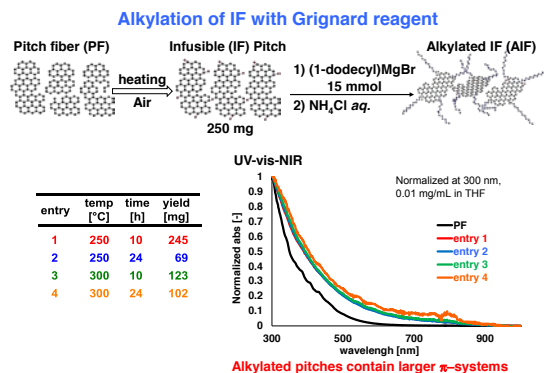 Alkylation of IF with Grignard reagent
Pitch fiber (PF)
heating
Air
Infusible (IF) Pitch
250 mg
1) (1-dodecyl)MgBr
15 mmol
2) NH4Cl aq.
Alkylated IF (AIF)
entry temp [°C] time [h] yield [mg]
1 250 10 245
2 250 24 69
3 300 10 123
4 300 24 102
UV-vis-NIR
Normalized at 300 nm,
0.01 mg/mL in THF
PF
entry 1
entry 2
entry 3
entry 4
Normalized abs [-]
1
0.9
0.8
0.7
0.6
0.5
0.4
0.3
0.2
0.1
0
300 500 700 900
wavelengh [nm]
Alkylated pitches contain larger π–systems